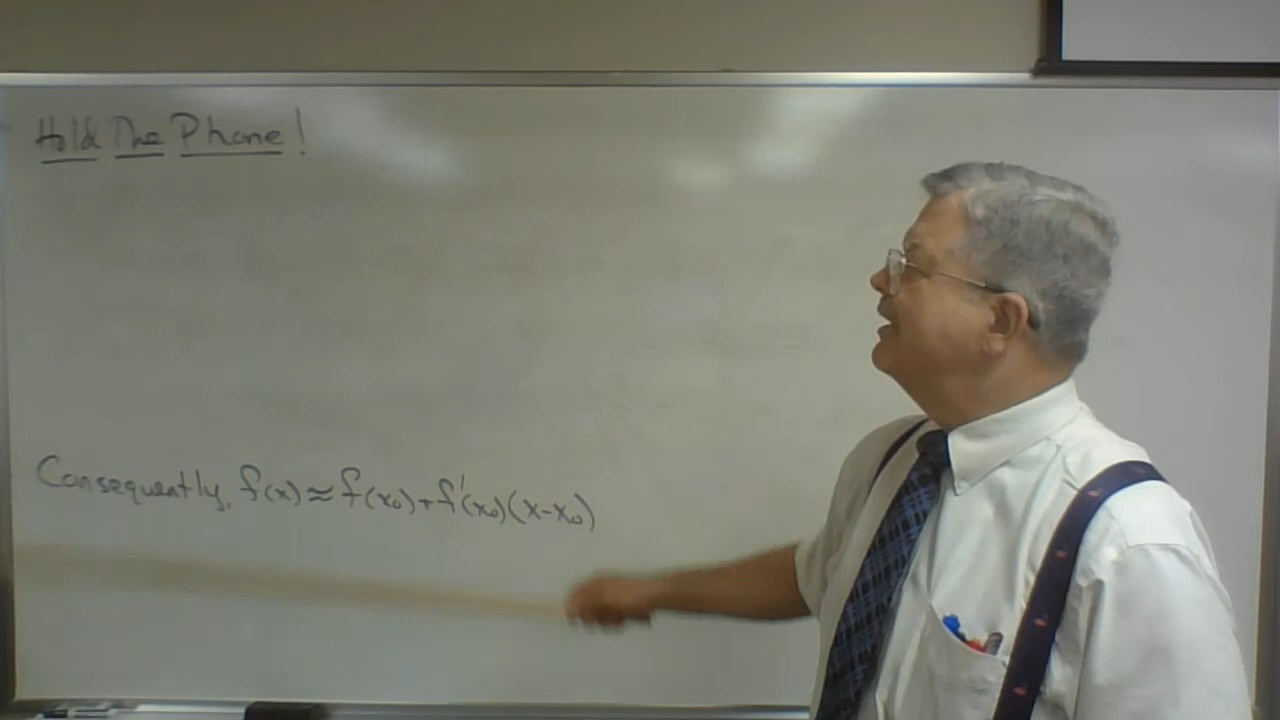 Hold The Phone!
Consequently, f(x) ≈ f(x₀) + f'(x₀)(x-x₀)